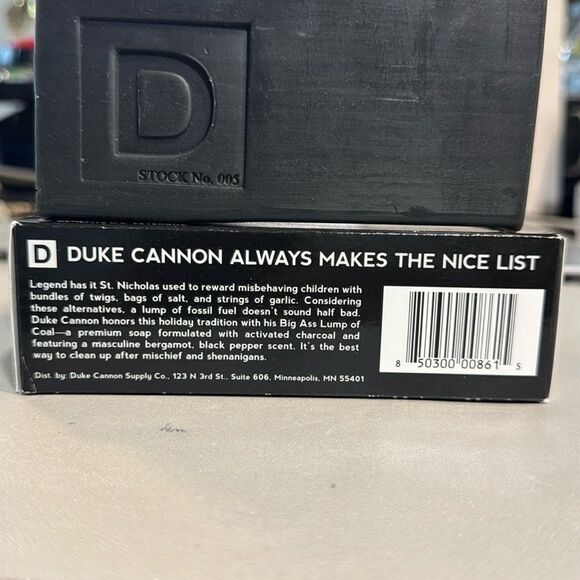 D
STOCK No. 005
D DUKE CANNON ALWAYS MAKES THE NICE LIST
Legend has it St. Nicholas used to reward misbehaving children with
bundles of twigs, bags of salt, and strings of garlic. Considering
these alternatives, a lump of fossil fuel doesn't sound half bad.
Duke Cannon honors this holiday tradition with his Big Ass Lump of
Coal—a premium soap formulated with activated charcoal and
featuring a masculine bergamot, black pepper scent. It's the best
way to clean up after mischief and shenanigans.
Dist. by: Duke Cannon Supply Co., 123 N 3rd St., Suite 606, Minneapolis, MN 55401
8 50300 00861 5